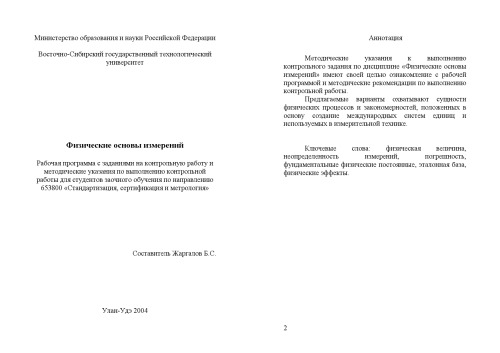 Министерство образования и науки Российской Федерации
Восточно-Сибирский государственный технологический
университет
Физические основы измерений
Рабочая программа с заданиями на контрольную работу и
методические указания по выполнению контрольной
работы для студентов заочного обучения по направлению
653800 «Стандартизация, сертификация и метрология»
Составитель Жаргалов Б.С.
Улан-Удэ 2004
Аннотация
Методические указания к выполнению
контрольного задания по дисциплине «Физические основы
измерений» имеют своей целью ознакомление с рабочей
программой и методические рекомендации по выполнению
контрольной работы.
Предлагаемые варианты охватывают сущности
физических процессов и закономерностей, положенных в
основу создание международных систем единиц и
используемых в измерительной технике.
Ключевые слова: физическая величина,
неопределенность измерений, погрешность,
фундаментальные физические постоянные, эталонная база,
физические эффекты.
2